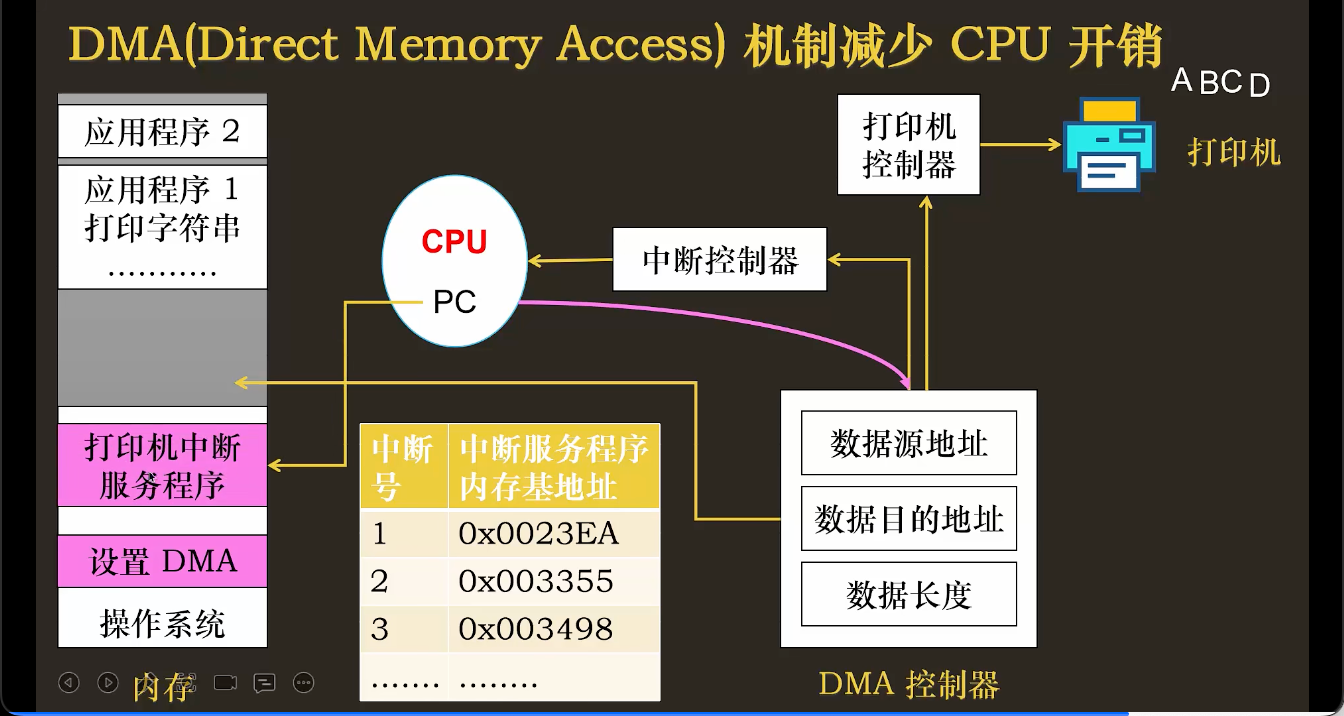 DMA(Direct Memory Access) 机制减少 CPU 开销
A BC D
应用程序 2
应用程序 1
打印字符串
...........
打印机
控制器
打印机
CPU
PC
中断控制器
打印机中断
服务程序
设置 DMA
操作系统
内存
中断
号
中断服务程序
内存基地址
1 0x0023EA
2 0x003355
3 0x003498
....... ........
数据源地址
数据目的地址
数据长度
DMA 控制器